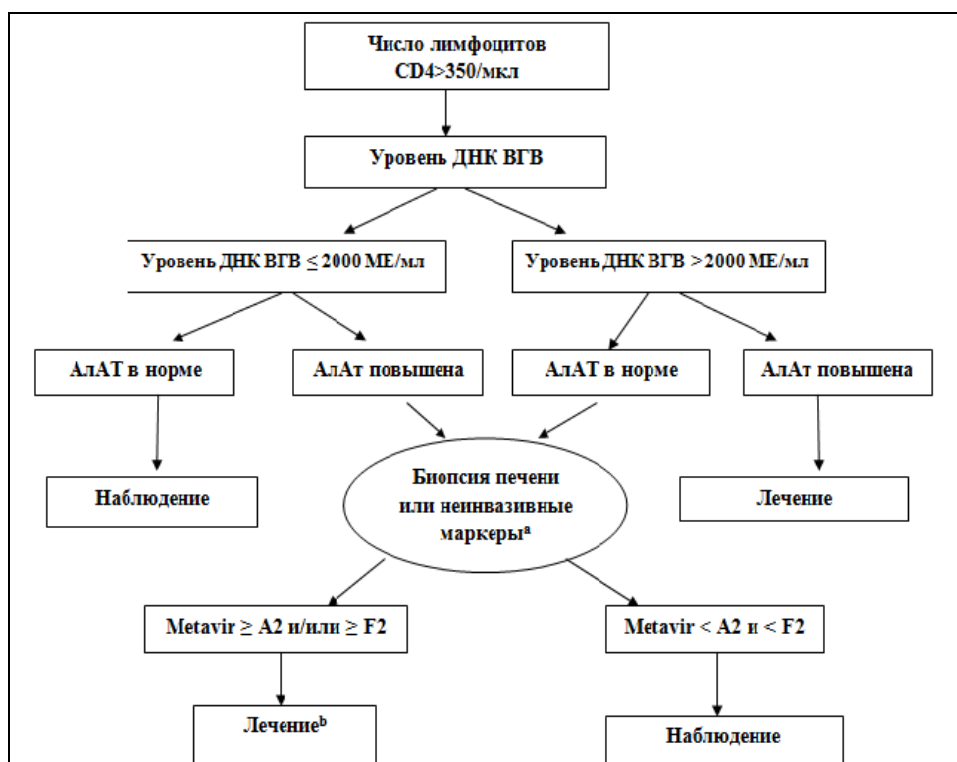 Число лимфоцитов
CD4>350/мкл
Уровень ДНК ВГВ
Уровень ДНК ВГВ ≤ 2000 МЕ/мл
Уровень ДНК ВГВ >2000 МЕ/мл
АлАТ в норме
АлАт повышена
АлАТ в норме
АлАт повышена
Наблюдение
Биопсия печени
или неинвазивные
маркерыᵃ
Лечение
Metavir ≥ A2 и/или ≥ F2
Metavir < A2 и < F2
Лечениеᵇ
Наблюдение